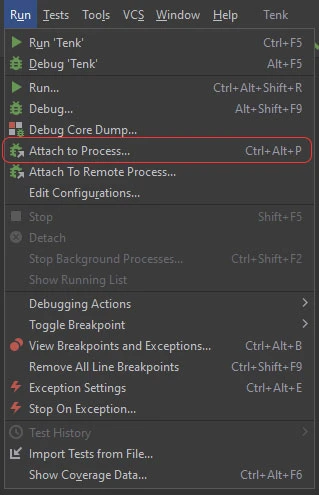 Run Tests Tools VCS Window Help Tenk
Run 'Tenk' Ctrl+F5
Debug 'Tenk' Alt+F5
Run... Ctrl+Alt+Shift+R
Debug... Alt+Shift+F9
Debug Core Dump...
Attach to Process... Ctrl+Alt+P
Attach To Remote Process...
Edit Configurations...
Stop Shift+F5
Detach
Stop Background Processes... Ctrl+Shift+F2
Show Running List
Debugging Actions
Toggle Breakpoint
View Breakpoints and Exceptions... Ctrl+Alt+B
Remove All Line Breakpoints Ctrl+Shift+F9
Exception Settings Ctrl+Alt+E
Stop On Exception...
Test History
Import Tests from File...
Show Coverage Data... Ctrl+Alt+F6